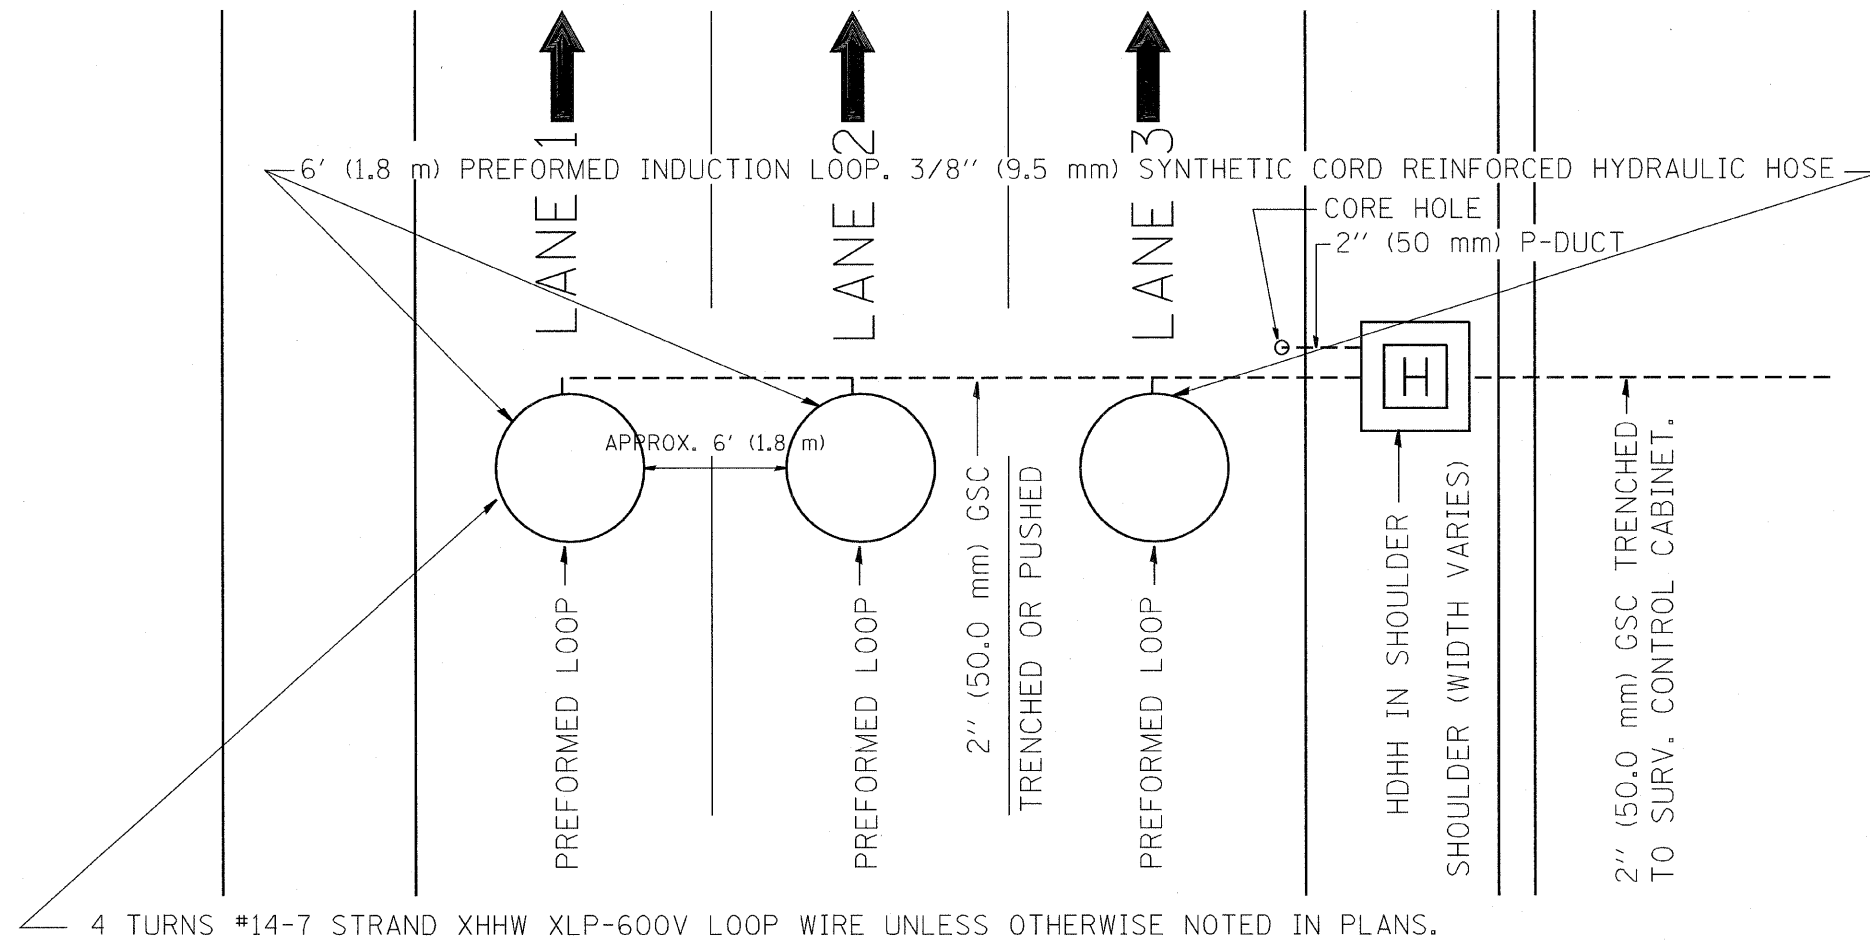 LANE 1
LANE 2
LANE 3
6' (1.8 m) PREFORMED INDUCTION LOOP. 3/8'' (9.5 mm) SYNTHETIC CORD REINFORCED HYDRAULIC HOSE
CORE HOLE
2'' (50 mm) P-DUCT
H
APPROX. 6' (1.8 m)
PREFORMED LOOP
PREFORMED LOOP
2'' (50.0 mm) GSC
TRENCHED OR PUSHED
PREFORMED LOOP
HDHH IN SHOULDER
SHOULDER (WIDTH VARIES)
2'' (50.0 mm) GSC TRENCHED
TO SURV. CONTROL CABINET.
4 TURNS #14-7 STRAND XHHW XLP-600V LOOP WIRE UNLESS OTHERWISE NOTED IN PLANS.